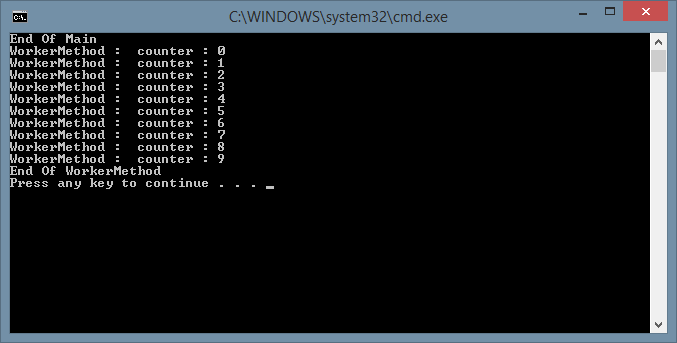 C:\WINDOWS\system32\cmd.exe
End Of Main
WorkerMethod :  counter : 0
WorkerMethod :  counter : 1
WorkerMethod :  counter : 2
WorkerMethod :  counter : 3
WorkerMethod :  counter : 4
WorkerMethod :  counter : 5
WorkerMethod :  counter : 6
WorkerMethod :  counter : 7
WorkerMethod :  counter : 8
WorkerMethod :  counter : 9
End Of WorkerMethod
Press any key to continue . . . _